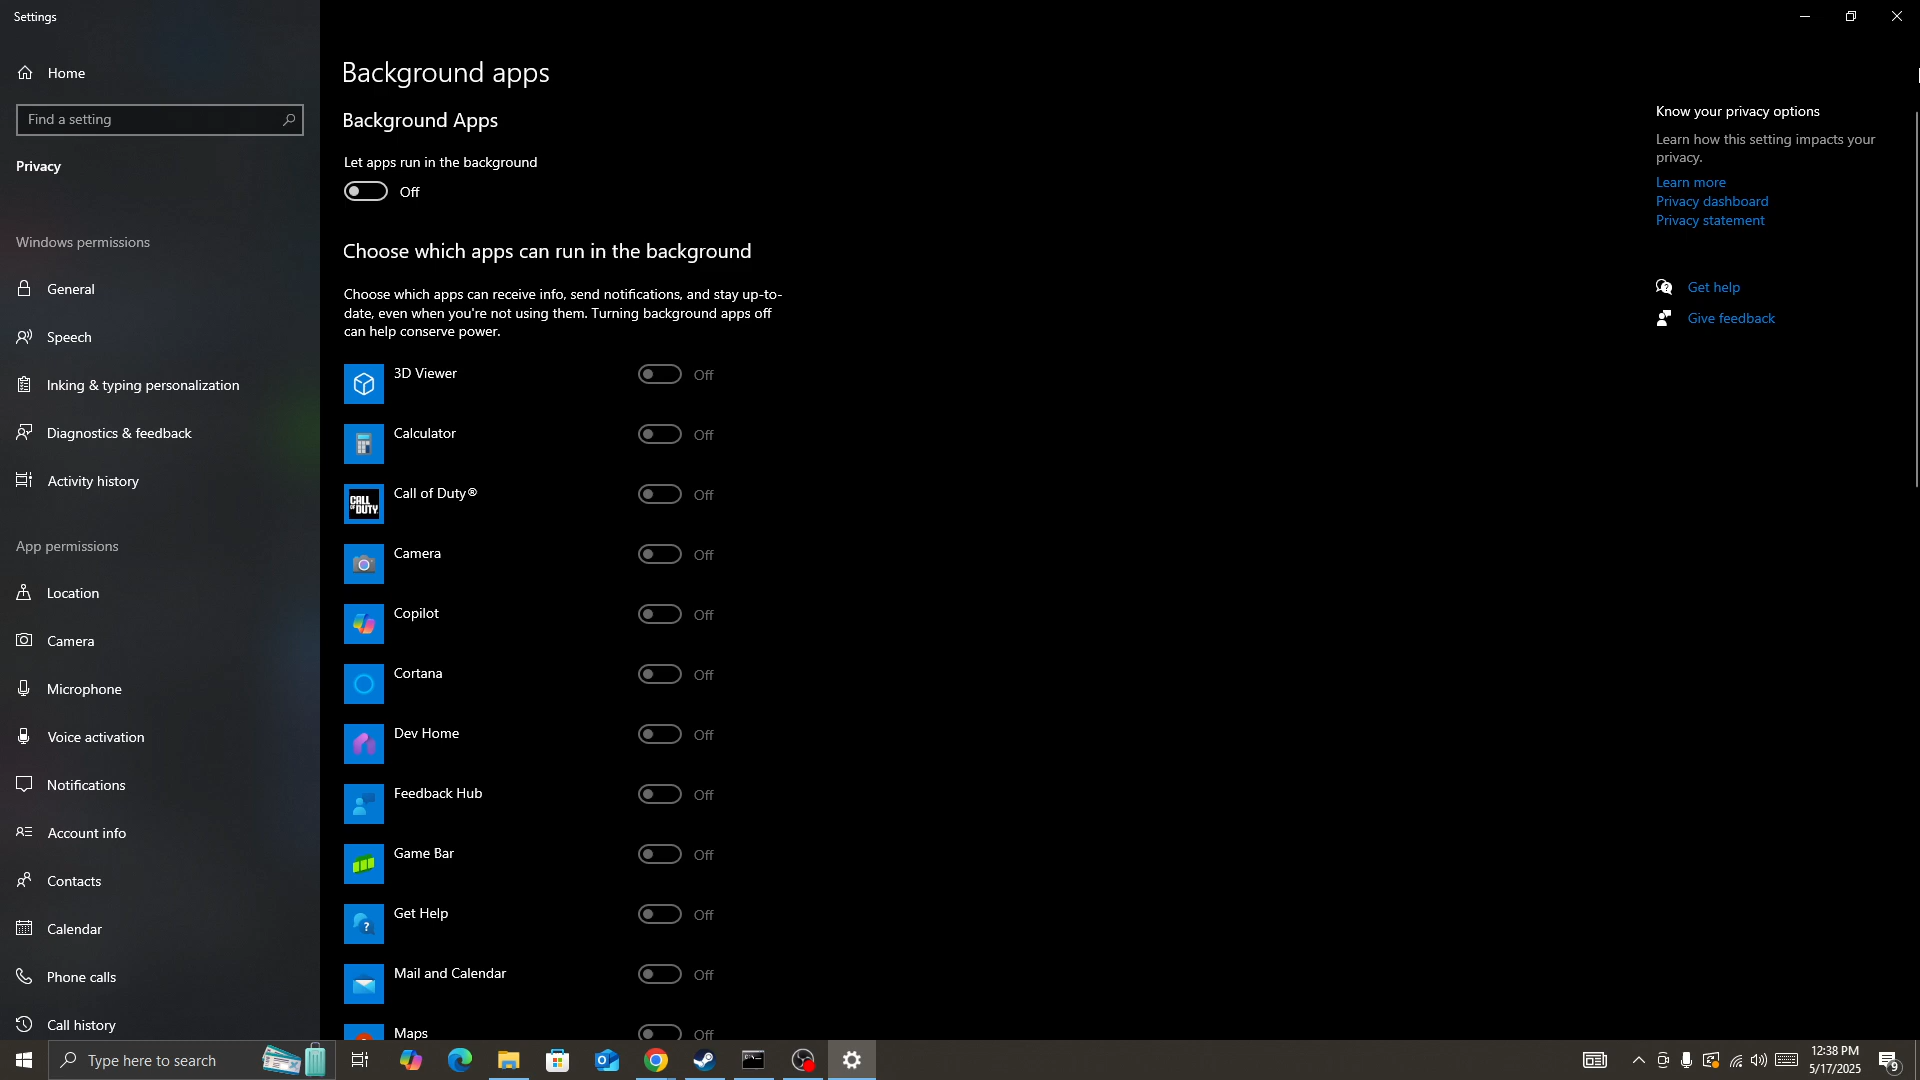 Settings
Home
Find a setting
Privacy
Windows permissions
General
Speech
Inking & typing personalization
Diagnostics & feedback
Activity history
App permissions
Location
Camera
Microphone
Voice activation
Notifications
Account info
Contacts
Calendar
Phone calls
Call history
Background apps
Background Apps
Let apps run in the background
Off
Choose which apps can run in the background
Choose which apps can receive info, send notifications, and stay up-to-
date, even when you're not using them. Turning background apps off
can help conserve power.
3D Viewer Off
Calculator Off
CALL OF DUTY Call of Duty® Off
Camera Off
Copilot Off
Cortana Off
Dev Home Off
Feedback Hub Off
Game Bar Off
Get Help Off
Mail and Calendar Off
Maps Off
Know your privacy options
Learn how this setting impacts your
privacy.
Learn more
Privacy dashboard
Privacy statement
Get help
Give feedback
Type here to search
12:38 PM
5/17/2025
9